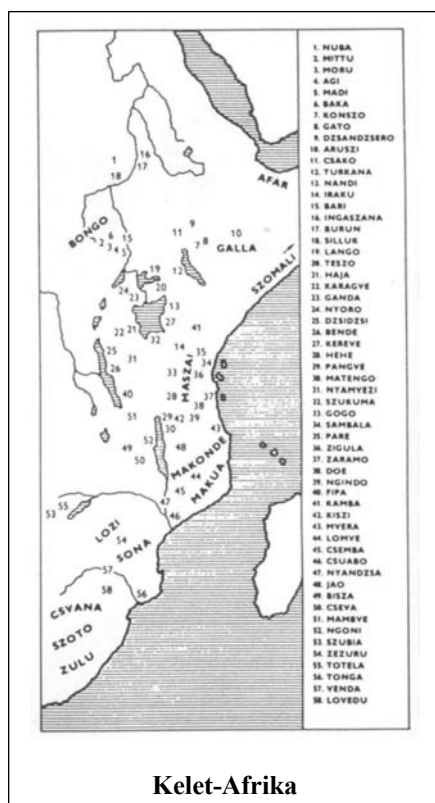 1. NUBA
2. MITTU
3. MORU
4. AGI
5. MADI
6. BAKA
7. KONSZO
8. GATO
9. DZSANDZSERO
10. ARUSZI
11. CSAKO
12. TURKANA
13. NANDI
14. IRAKU
15. BARI
16. INGASZANA
17. BURUN
18. SILLUK
19. LANGO
20. TESZO
21. HAJA
22. KARAGVE
23. GANDA
24. NYORO
25. DZSIDZSI
26. BENDE
27. KEREVE
28. HEHE
29. PANGVE
30. MATENGO
31. NYAMVEZI
32. SZUKUMA
33. GOGO
34. SAMBALA
35. PARE
36. ZIGULA
37. ZARAMO
38. DOE
39. NGINDO
40. FIPA
41. KAMBA
42. KISZI
43. MVERA
44. LOMVE
45. CSEMBA
46. CSUABO
47. NYANDZSA
48. JAO
49. BISZA
50. CSEVA
51. MAMBVE
52. NGONI
53. SZUBIA
54. ZEZURU
55. TOTELA
56. TONGA
57. VENDA
58. LOVEDU
AFAR
BONGO
GALLA
SZOMÁLI
MASZAI
MAKONDE
MAKUA
LOZI
SONA
CSVANA
SZOTO
ZULU
Kelet-Afrika